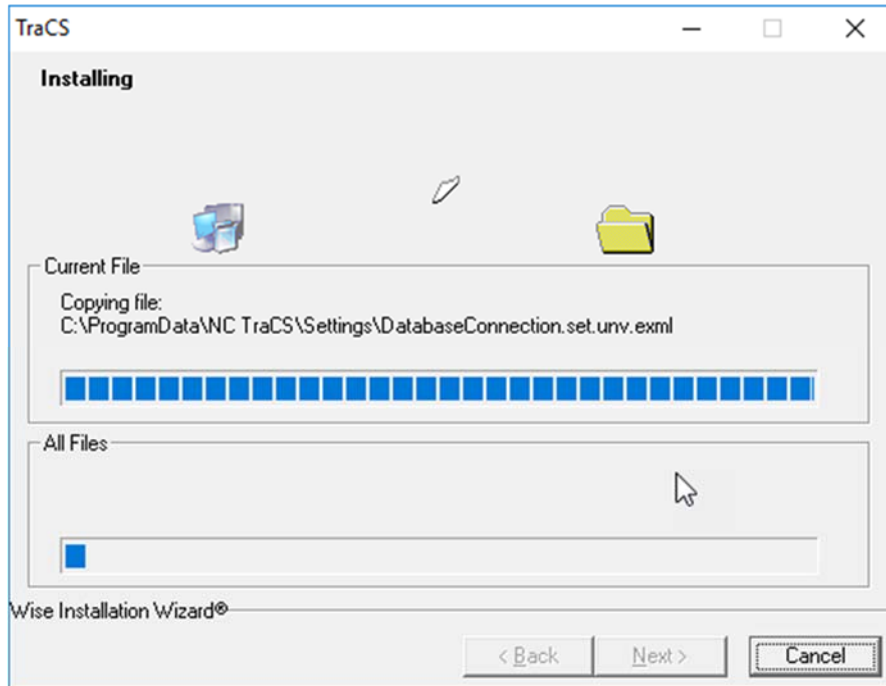 TraCS
Installing
Current File
Copying file:
C:\ProgramData\NC TraCS\Settings\DatabaseConnection.set.unv.exml
All Files
Wise Installation Wizard®
< Back
Next >
Cancel